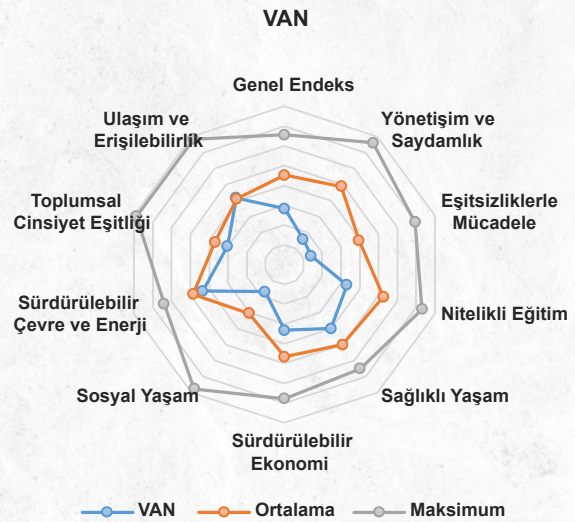 VAN
Genel Endeks
Yönetişim ve
Saydamlık
Eşitsizliklerle
Mücadele
Nitelikli Eğitim
Sağlıklı Yaşam
Sürdürülebilir
Ekonomi
Sosyal Yaşam
Sürdürülebilir
Çevre ve Enerji
Toplumsal
Cinsiyet Eşitliği
Ulaşım ve
Erişilebilirlik
VAN
Ortalama
Maksimum